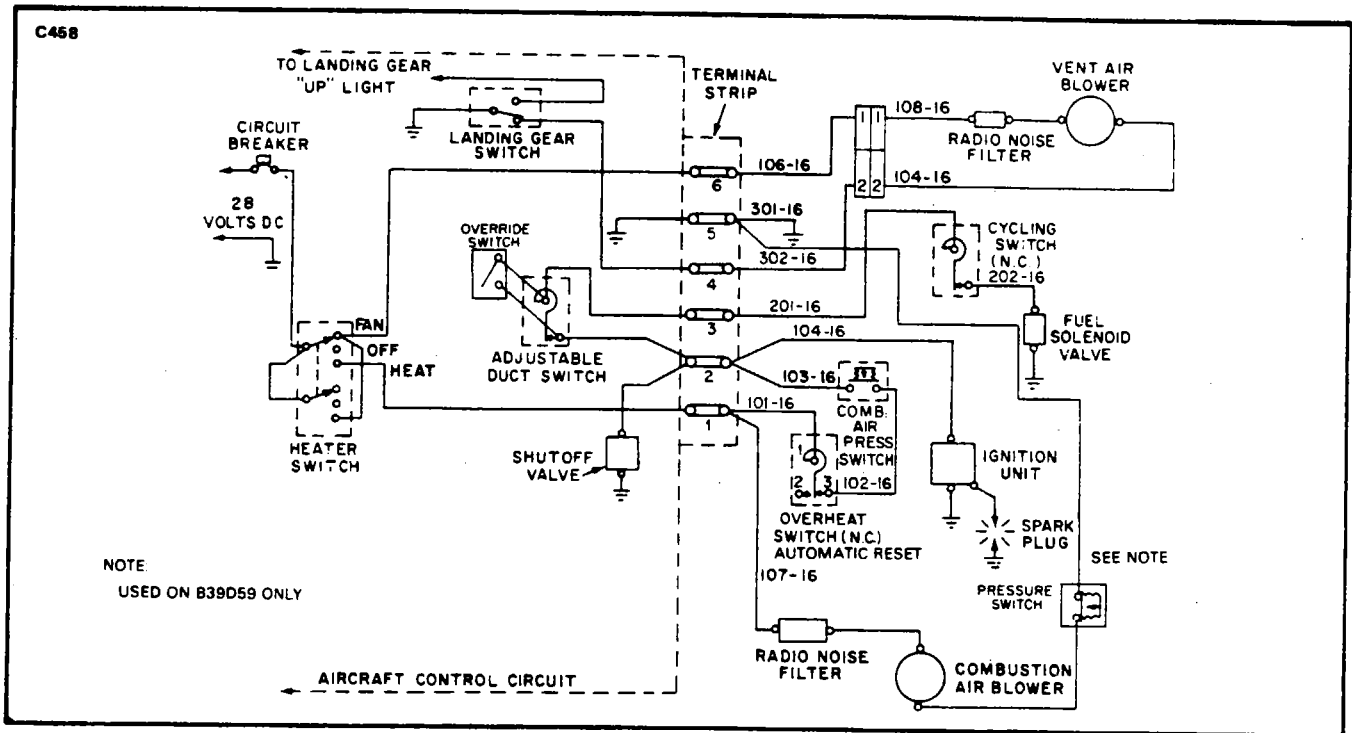 C458
TO LANDING GEAR
"UP" LIGHT
TERMINAL
STRIP
VENT AIR
BLOWER
CIRCUIT
BREAKER
LANDING GEAR
SWITCH
108-16
1
1
RADIO NOISE
FILTER
106-16
6
104-16
2
2
28
VOLTS DC
301-16
5
OVERRIDE
SWITCH
302-16
4
CYCLING
SWITCH
(N.C.)
202-16
201-16
3
FAN
OFF
HEAT
ADJUSTABLE
DUCT SWITCH
104-16
2
FUEL
SOLENOID
VALVE
103-16
101-16
1
COMB.
AIR
PRESS
SWITCH
HEATER
SWITCH
SHUTOFF
VALVE
1
2
3
102-16
IGNITION
UNIT
OVERHEAT
SWITCH (N.C.)
AUTOMATIC RESET
SPARK
PLUG
SEE NOTE
NOTE:
USED ON B39D59 ONLY
107-16
PRESSURE
SWITCH
RADIO NOISE
FILTER
COMBUSTION
AIR BLOWER
AIRCRAFT CONTROL CIRCUIT